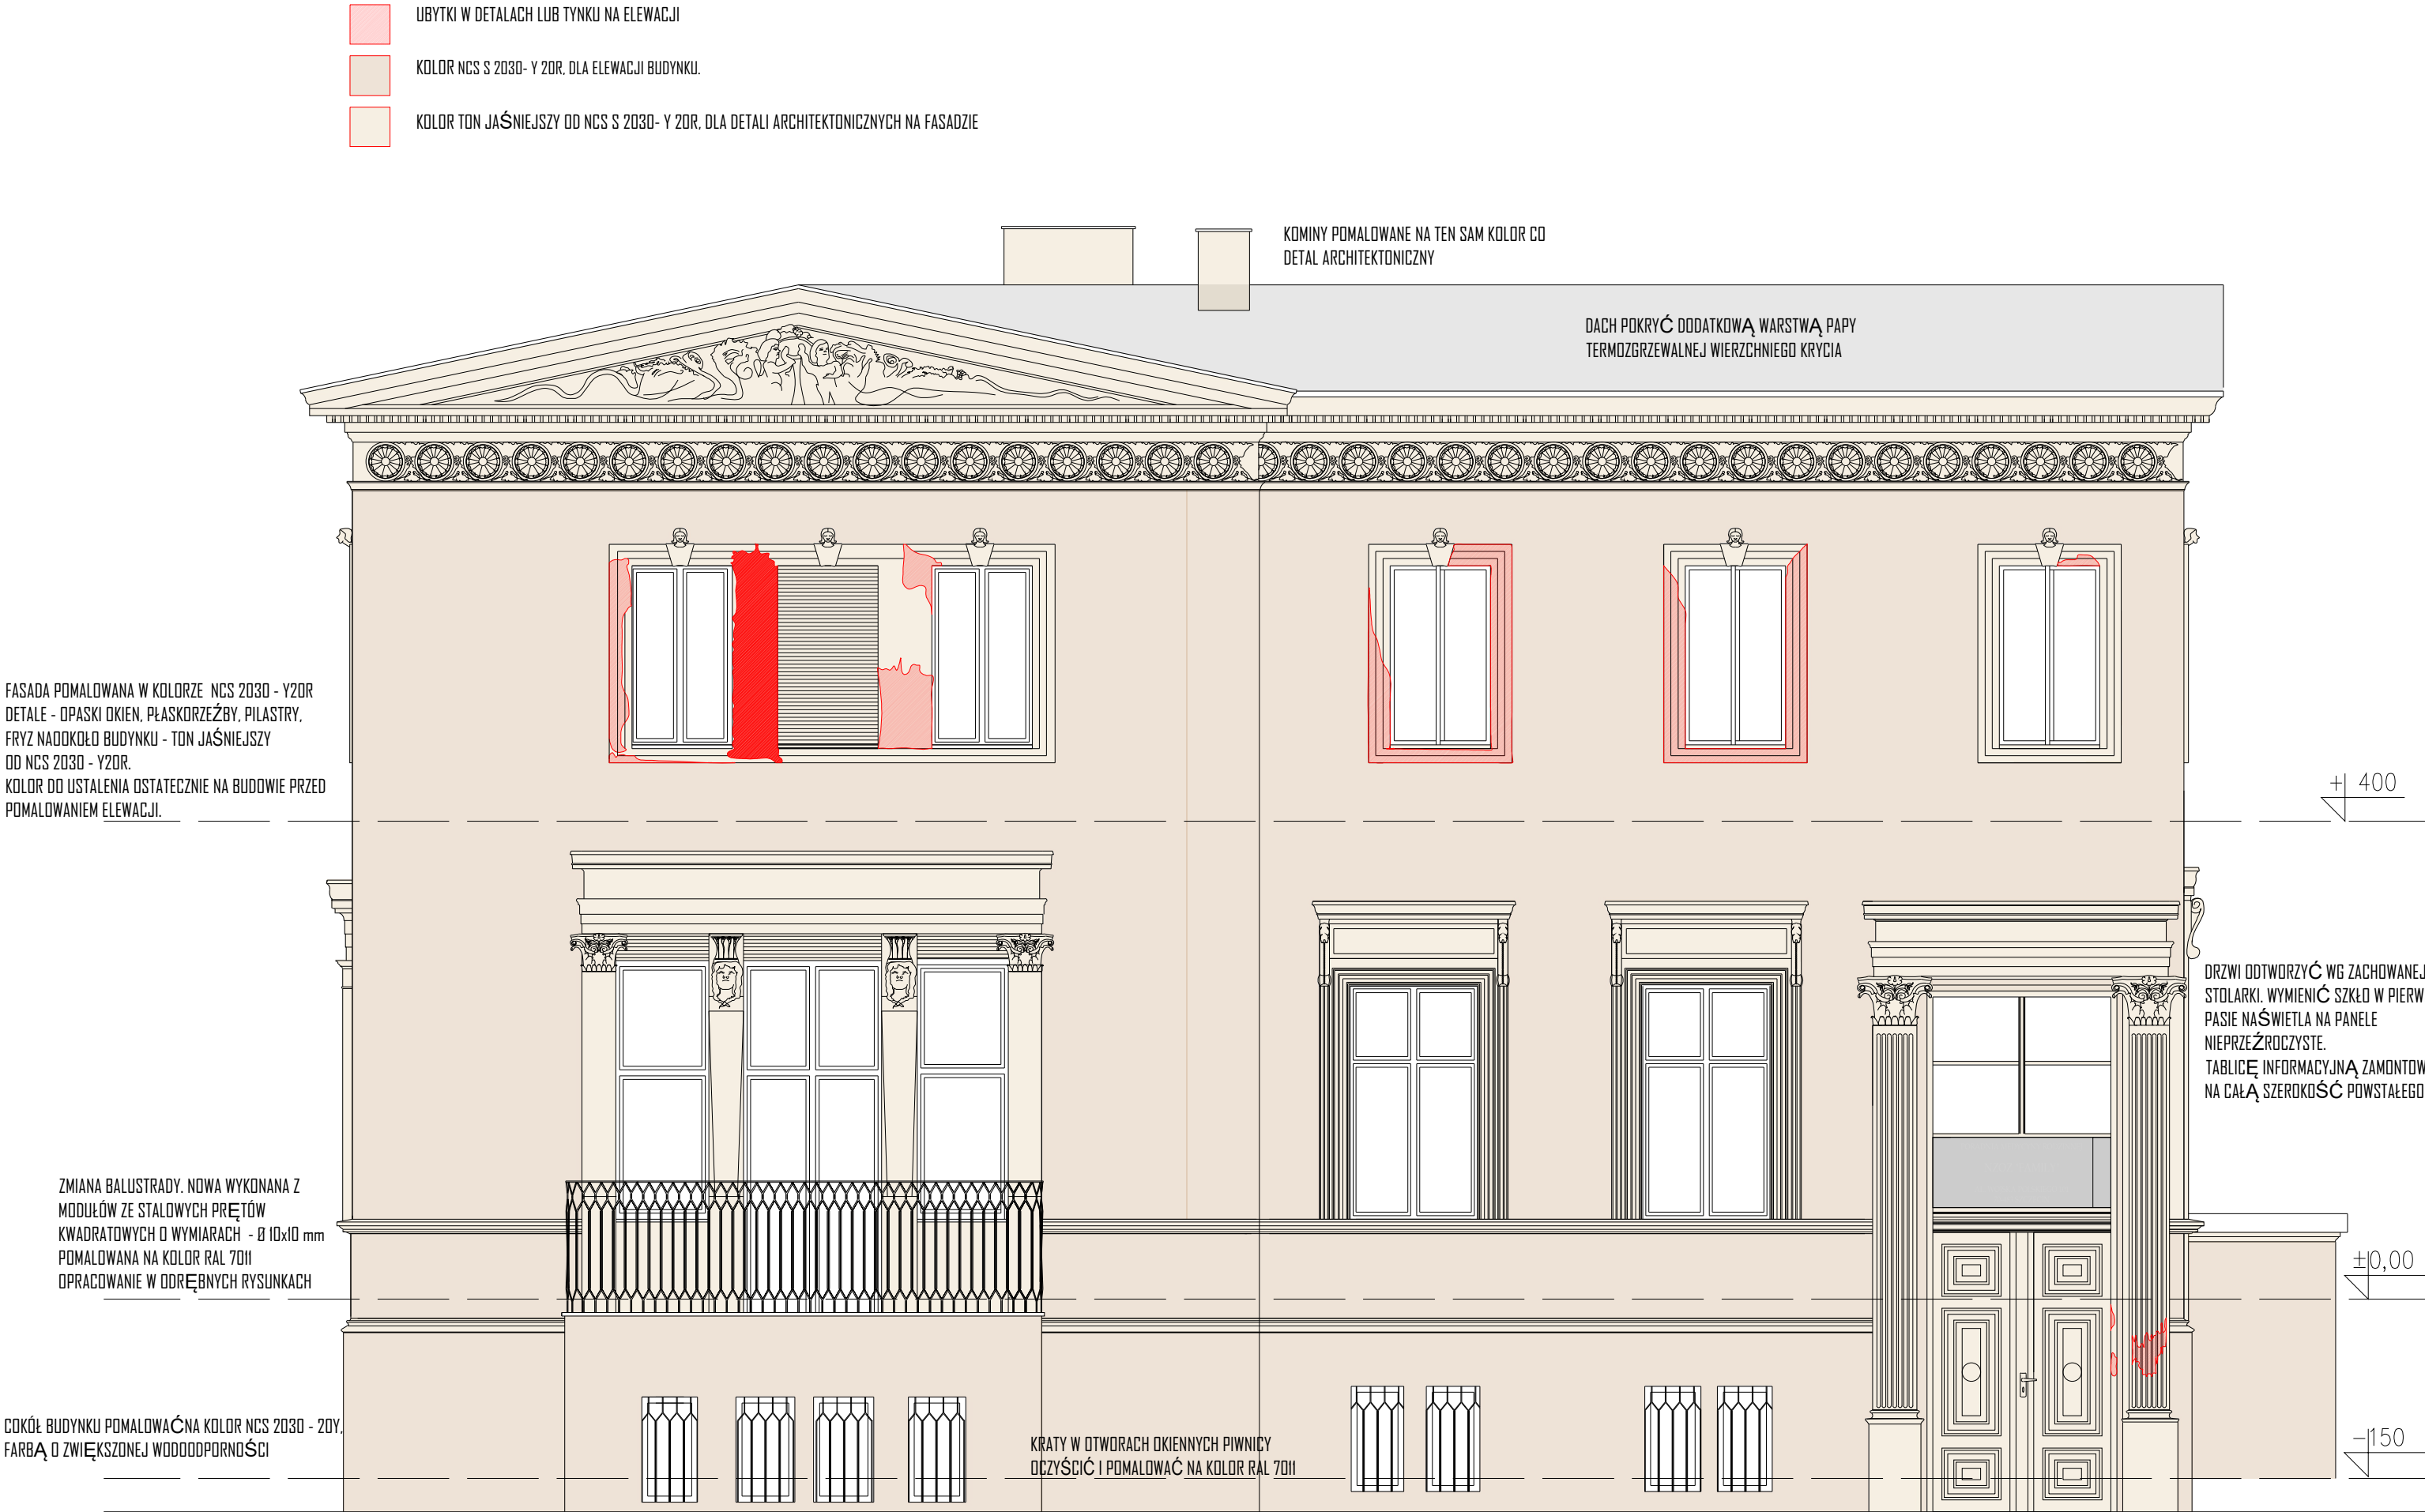 UBYTKI W DETALACH LUB TYNKU NA ELEWACJI
KOLOR NCS S 2030- Y 20R, DLA ELEWACJI BUDYNKU.
KOLOR TON JAŚNIEJSZY OD NCS S 2030- Y 20R, DLA DETALI ARCHITEKTONICZNYCH NA FASADZIE
KOMINY POMALOWANE NA TEN SAM KOLOR CO
DETAL ARCHITEKTONICZNY
DACH POKRYĆ DODATKOWĄ WARSTWĄ PAPY
TERMOZGRZEWALNEJ WIERZCHNIEGO KRYCIA
FASADA POMALOWANA W KOLORZE NCS 2030 - Y20R
DETALE - OPASKI OKIEN, PŁASKORZEŹBY, PILASTRY,
FRYZ NAOOKOŁO BUDYNKU - TON JAŚNIEJSZY
OD NCS 2030 - Y20R.
KOLOR DO USTALENIA OSTATECZNIE NA BUDOWIE PRZED
POMALOWANIEM ELEWACJI.
+ 400
DRZWI ODTWORZYĆ WG ZACHOWANEJ
STOLARKI. WYMIENIĆ SZKŁO W PIERW
PASIE NAŚWIETLA NA PANELE
NIEPRZEŹROCZYSTE.
TABLICĘ INFORMACYJNĄ ZAMONTOW
NA CAŁĄ SZEROKOŚĆ POWSTAŁEGO
ZMIANA BALUSTRADY. NOWA WYKONANA Z
MODUŁÓW ZE STALOWYCH PRĘTÓW
KWADRATOWYCH O WYMIARACH - Ø 10x10 mm
POMALOWANA NA KOLOR RAL 7011
OPRACOWANIE W ODRĘBNYCH RYSUNKACH
±0,00
COKÓŁ BUDYNKU POMALOWAĆ NA KOLOR NCS 2030 - 20Y,
FARBĄ O ZWIĘKSZONEJ WODOODPORNOŚCI
KRATY W OTWORACH OKIENNYCH PIWNICY
OCZYŚCIĆ I POMALOWAĆ NA KOLOR RAL 7011
-150